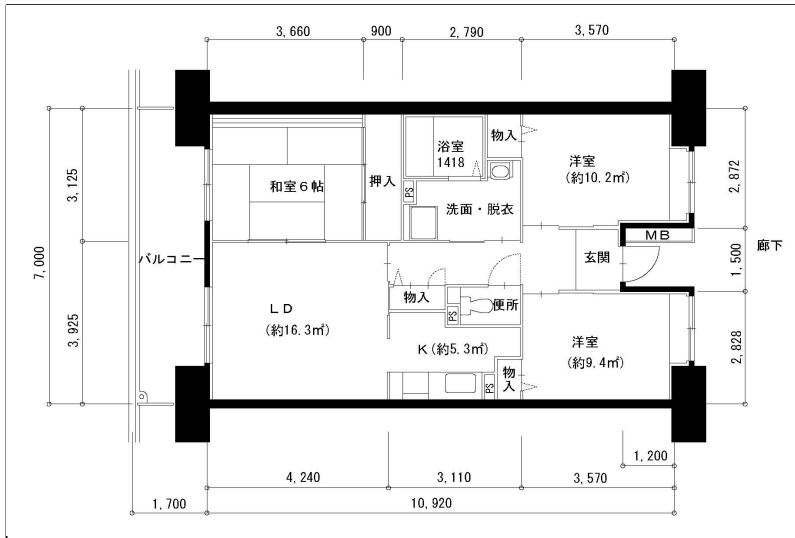 3,660 900 2,790 3,570
浴室
1418
物入
洋室
(約10.2㎡)
和室6帖
押入
PS
洗面・脱衣
3,125
2,872
7,000
バルコニー
玄関
MB
廊下
1,500
LD
(約16.3㎡)
物入
PS
便所
K(約5.3㎡)
洋室
(約9.4㎡)
物入
PS
3,925
2,828
1,200
4,240 3,110 3,570
1,700 10,920